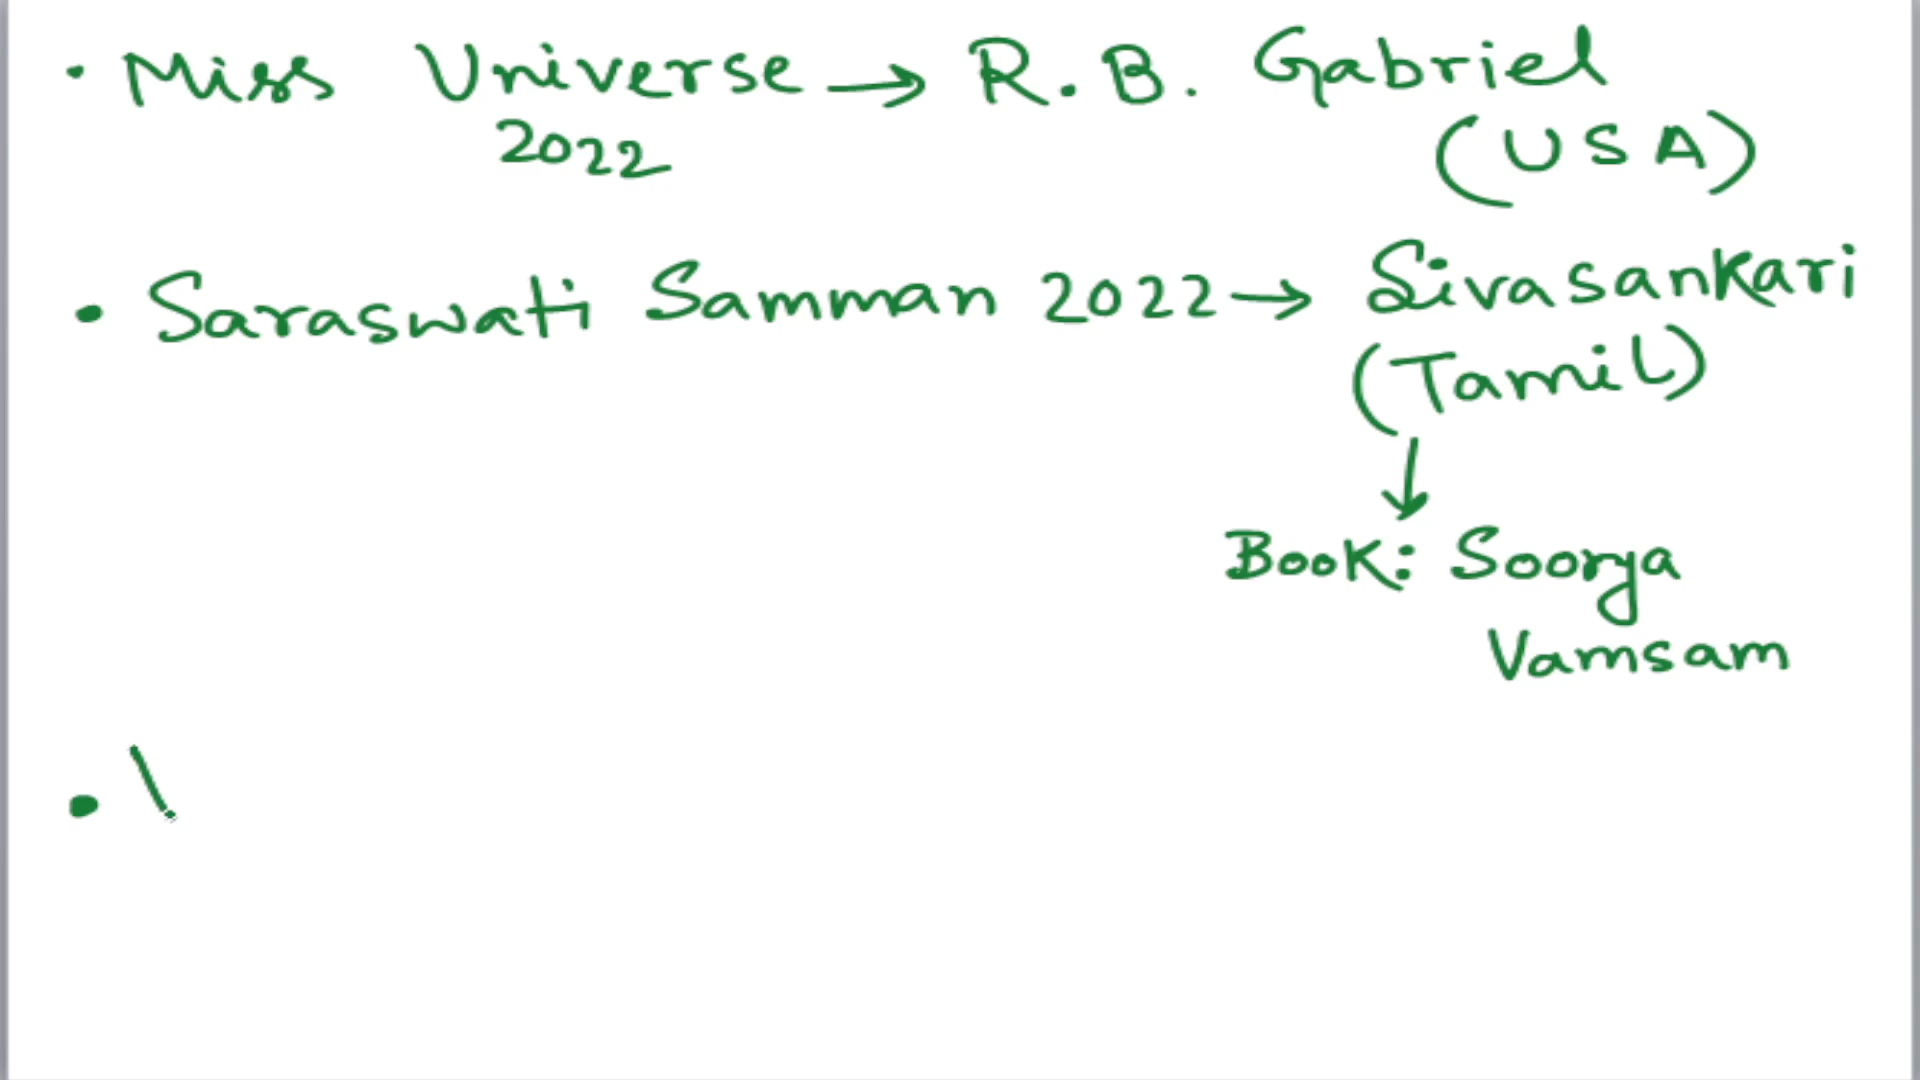 • Miss Universe → R. B. Gabriel
2022 (USA)
• Saraswati Samman 2022 → Sivasankari
(Tamil)
↓
Book: Soorya
Vamsam
•